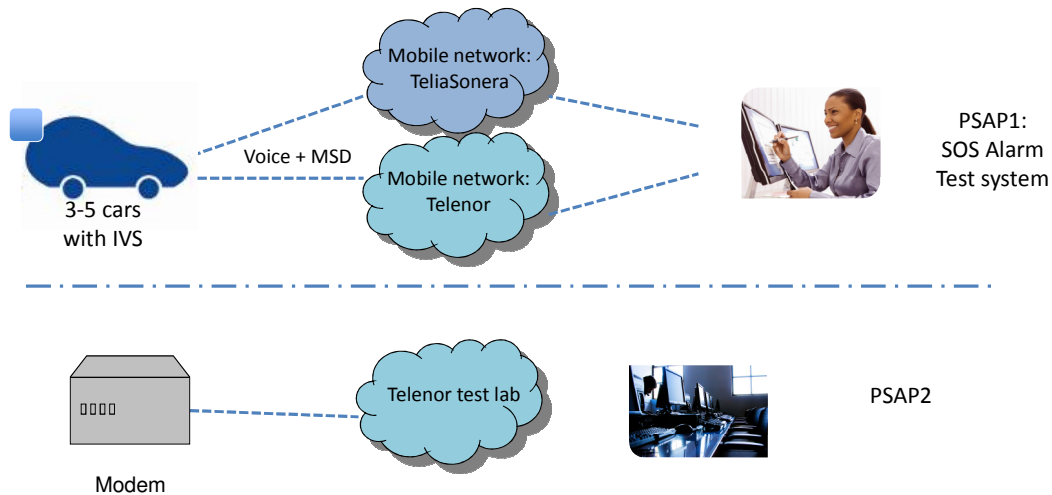 Mobile network:
TeliaSonera
PSAP1:
SOS Alarm
Test system
Voice + MSD
Mobile network:
Telenor
3-5 cars
with IVS
Telenor test lab
PSAP2
Modem